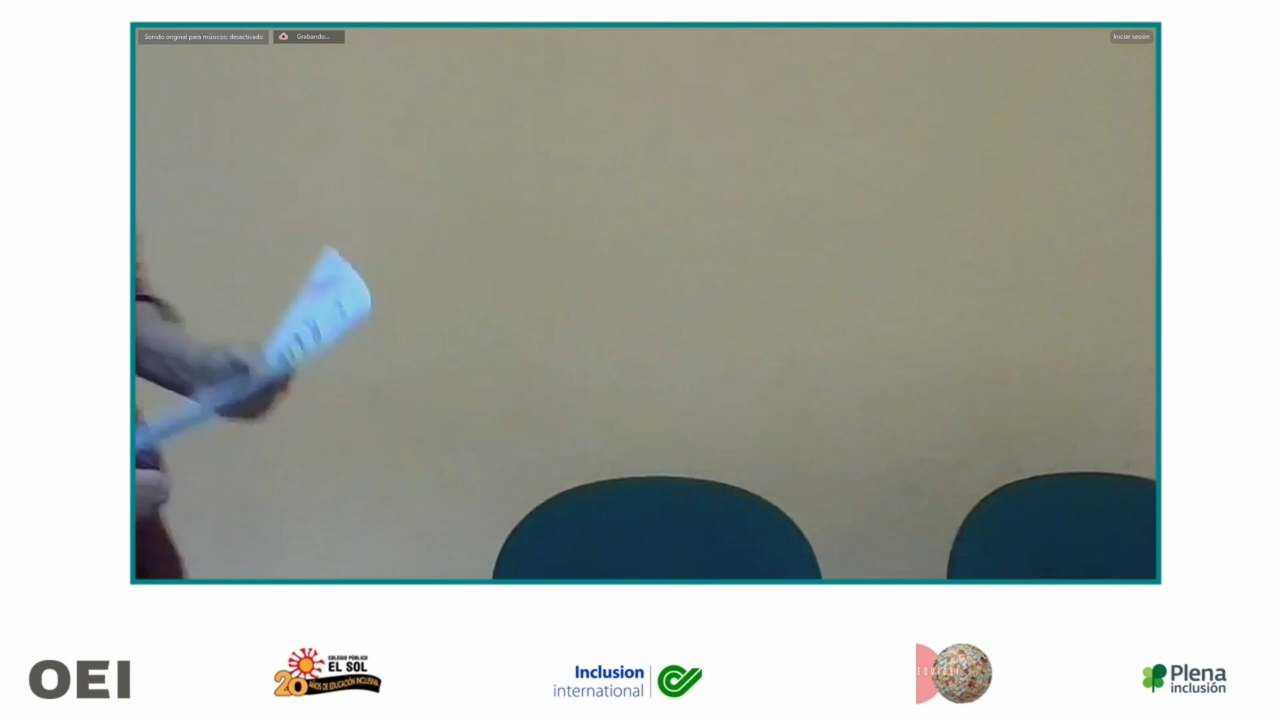 Sonido original para músicos: desactivado
Grabando...
Iniciar sesión
OEI
COLEGIO PÚBLICO
EL SOL
20 AÑOS DE EDUCACIÓN INCLUSIVA
Inclusion
international
Plena
inclusión